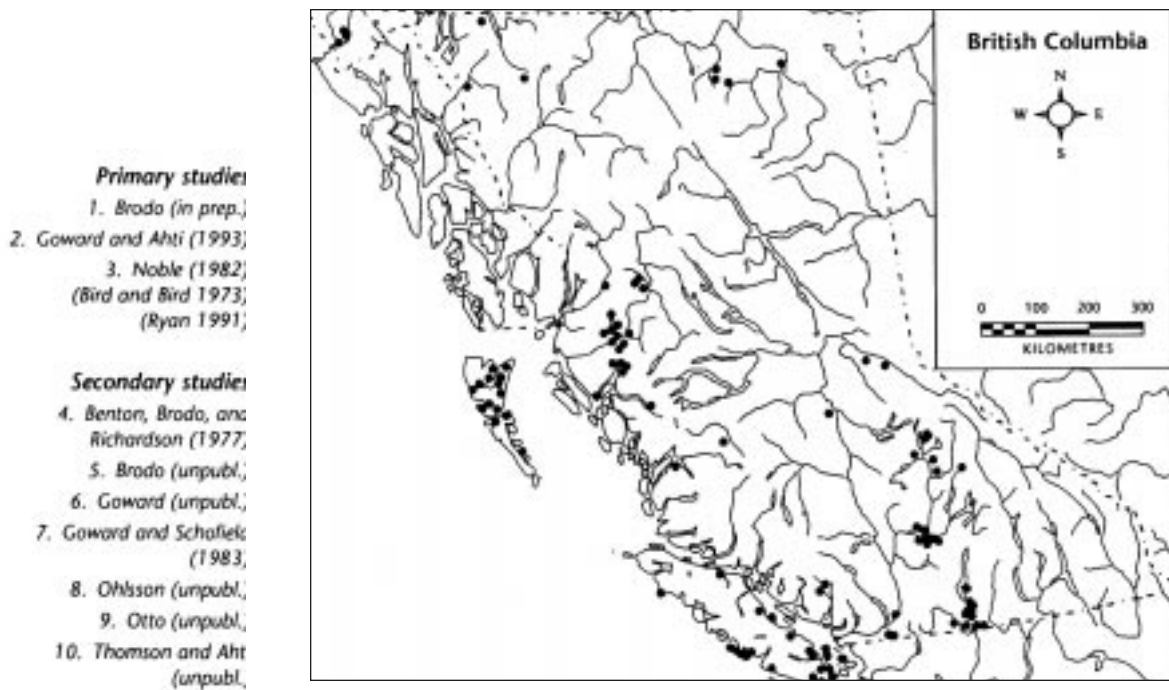 Primary studies
1. Brodo (in prep.)
2. Goward and Ahti (1993)
3. Noble (1982)
(Bird and Bird 1973)
(Ryan 1991)
Secondary studies
4. Benton, Brodo, and
Richardson (1977)
5. Brodo (unpubl.)
6. Goward (unpubl.)
7. Goward and Schofield
(1983)
8. Ohlsson (unpubl.)
9. Otto (unpubl.)
10. Thomson and Aht
(unpubl.
British Columbia
N
W E
S
0 100 200 300
KILOMETRES